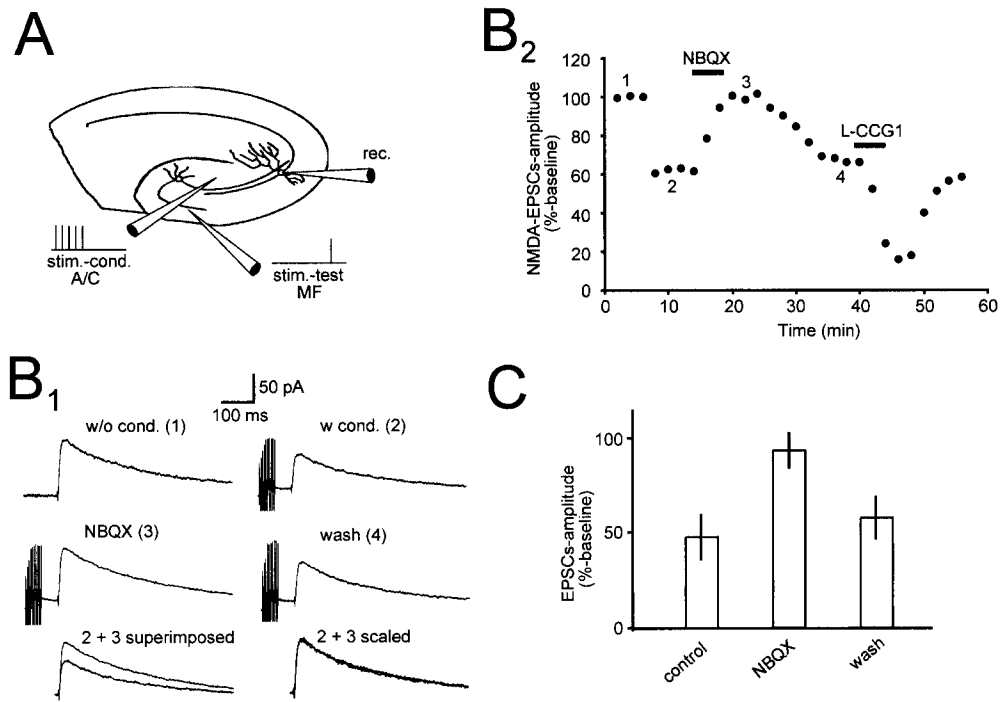 A
rec.
stim.-cond.
A/C
stim.-test
MF
B2
NMDA-EPSCs-amplitude
(%-baseline)
120
100
80
60
40
20
0
NBQX
L-CCG1
1
2
3
4
0 10 20 30 40 50 60
Time (min)
B1
50 pA
100 ms
w/o cond. (1)
w cond. (2)
NBQX (3)
wash (4)
2 + 3 superimposed
2 + 3 scaled
C
EPSCs-amplitude
(%-baseline)
100
50
0
control
NBQX
wash